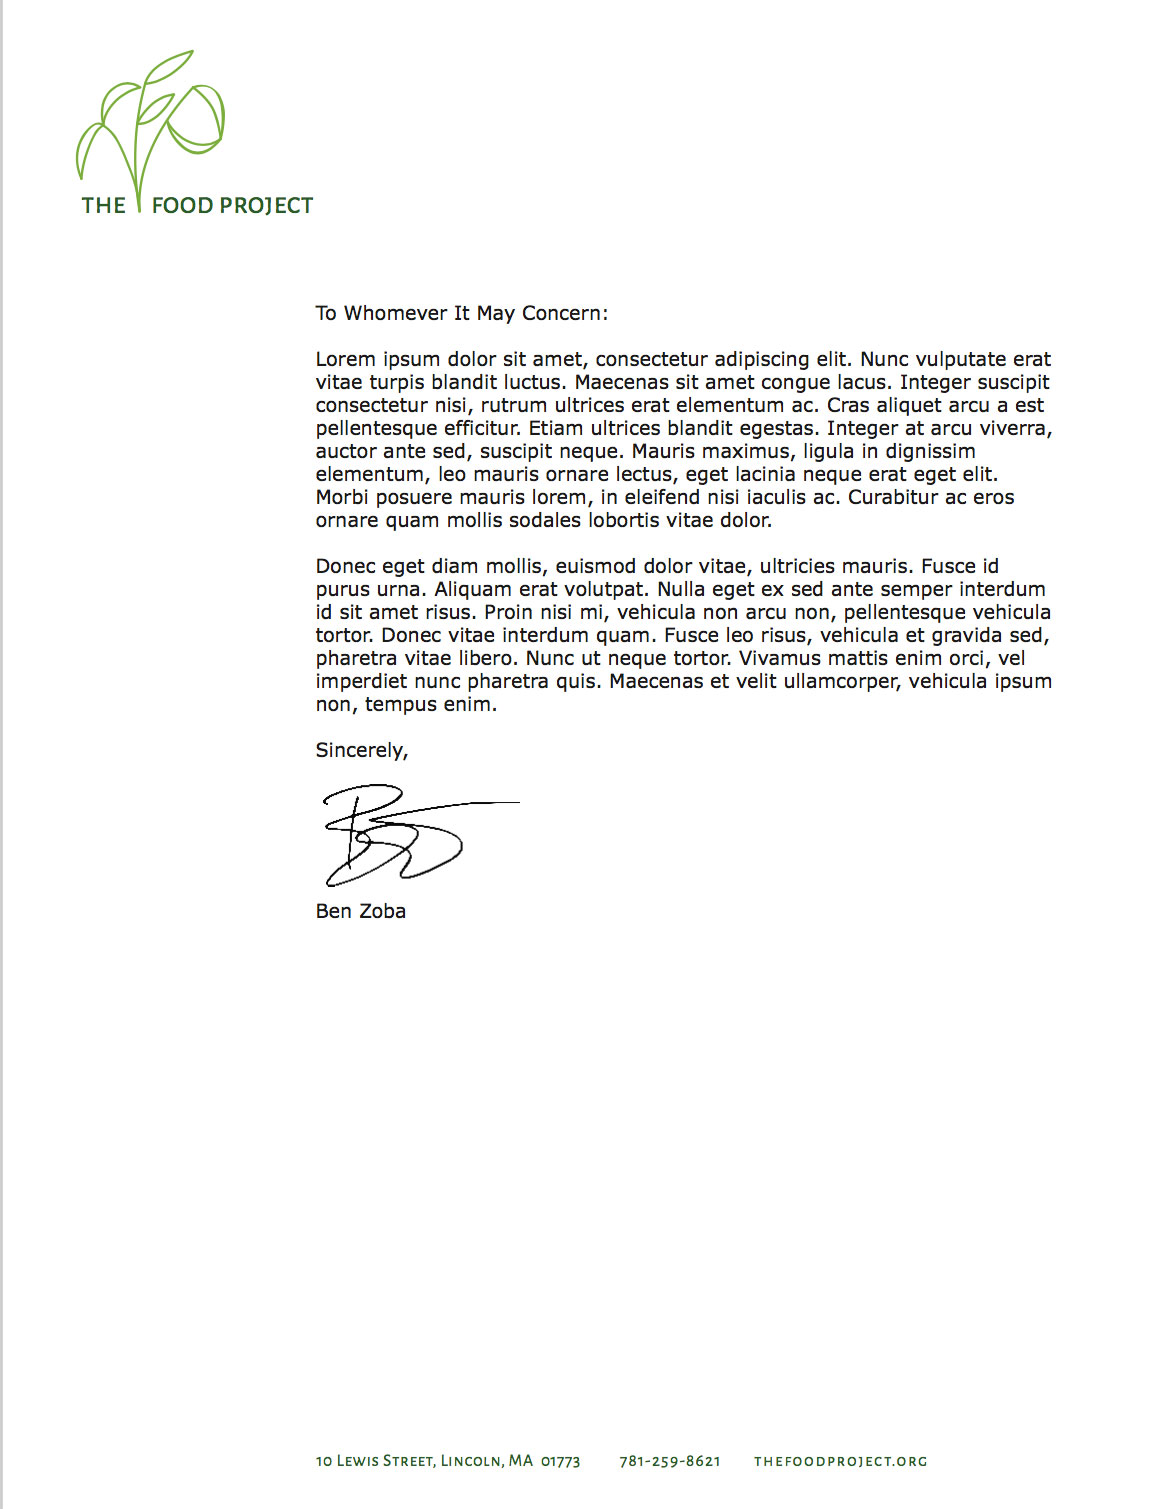 THE FOOD PROJECT
To Whomever It May Concern:
Lorem ipsum dolor sit amet, consectetur adipiscing elit. Nunc vulputate erat
vitae turpis blandit luctus. Maecenas sit amet congue lacus. Integer suscipit
consectetur nisi, rutrum ultrices erat elementum ac. Cras aliquet arcu a est
pellentesque efficitur. Etiam ultrices blandit egestas. Integer at arcu viverra,
auctor ante sed, suscipit neque. Mauris maximus, ligula in dignissim
elementum, leo mauris ornare lectus, eget lacinia neque erat eget elit.
Morbi posuere mauris lorem, in eleifend nisi iaculis ac. Curabitur ac eros
ornare quam mollis sodales lobortis vitae dolor.
Donec eget diam mollis, euismod dolor vitae, ultricies mauris. Fusce id
purus urna. Aliquam erat volutpat. Nulla eget ex sed ante semper interdum
id sit amet risus. Proin nisi mi, vehicula non arcu non, pellentesque vehicula
tortor. Donec vitae interdum quam. Fusce leo risus, vehicula et gravida sed,
pharetra vitae libero. Nunc ut neque tortor. Vivamus mattis enim orci, vel
imperdiet nunc pharetra quis. Maecenas et velit ullamcorper, vehicula ipsum
non, tempus enim.
Sincerely,
Ben Zoba
10 Lewis Street, Lincoln, MA 01773 781-259-8621 THEFOODPROJECT.ORG